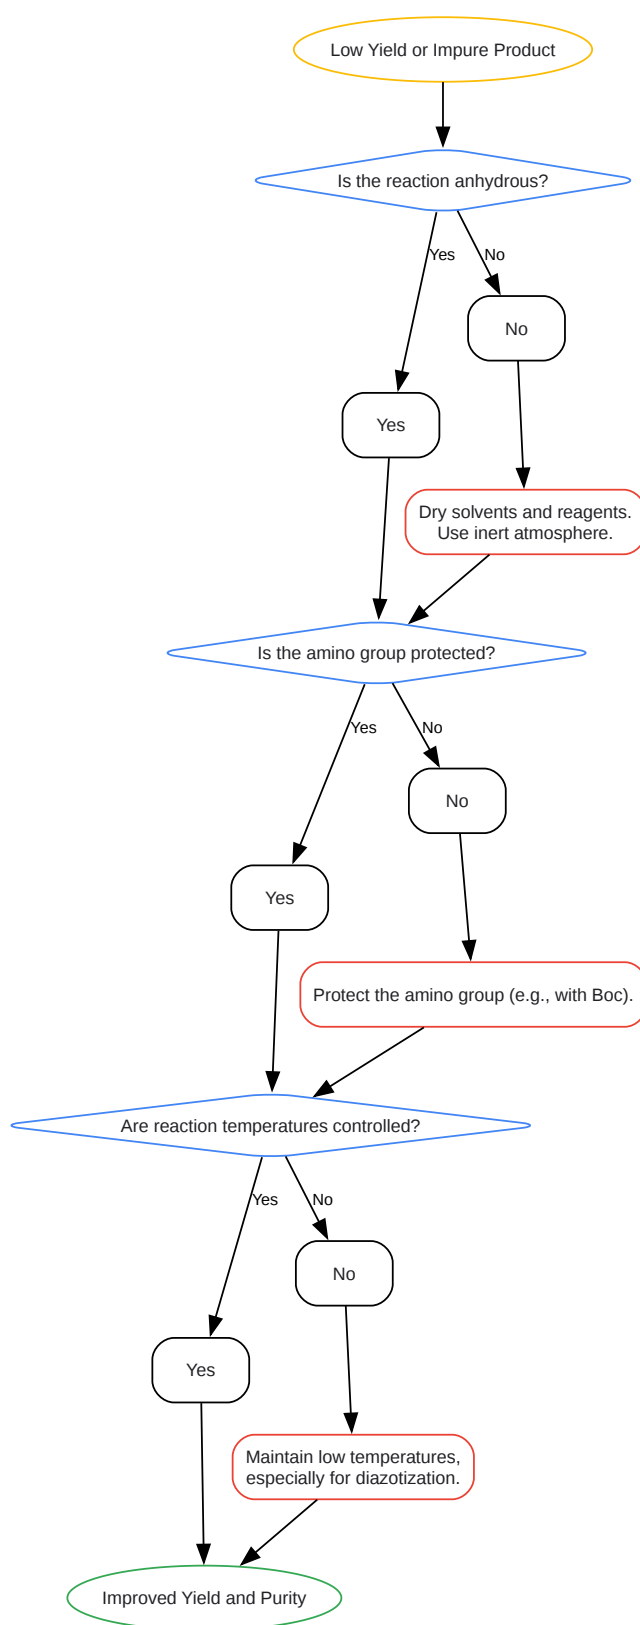 Low Yield or Impure Product
Is the reaction anhydrous?
Yes
No
No
Yes
Dry solvents and reagents.
Use inert atmosphere.
Is the amino group protected?
Yes
No
No
Yes
Protect the amino group (e.g., with Boc).
Are reaction temperatures controlled?
Yes
No
No
Yes
Maintain low temperatures,
especially for diazotization.
Improved Yield and Purity